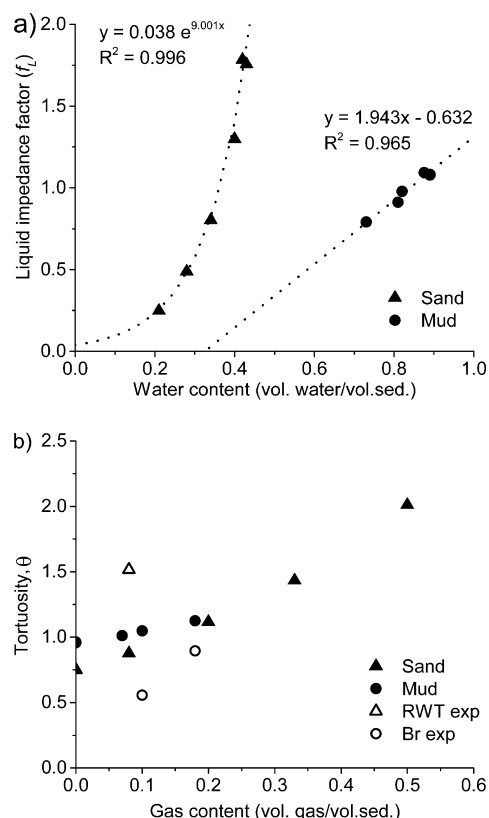 a)
2.0
1.5
1.0
0.5
0.0
Liquid impedance factor (fL)
y = 0.038 e^9.001x
R² = 0.996
y = 1.943x - 0.632
R² = 0.965
Sand
Mud
0.0 0.2 0.4 0.6 0.8 1.0
Water content (vol. water/vol.sed.)
b)
2.5
2.0
1.5
1.0
0.5
0.0
Tortuosity, θ
Sand
Mud
RWT exp
Br exp
0.0 0.1 0.2 0.3 0.4 0.5 0.6
Gas content (vol. gas/vol.sed.)